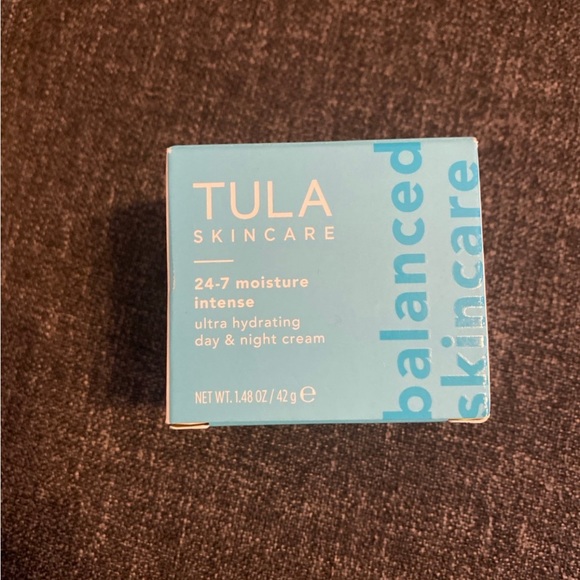 TULA
SKINCARE
24-7 moisture
intense
ultra hydrating
day & night cream
NET WT. 1.48 OZ / 42 g ℮
balanced
skincare